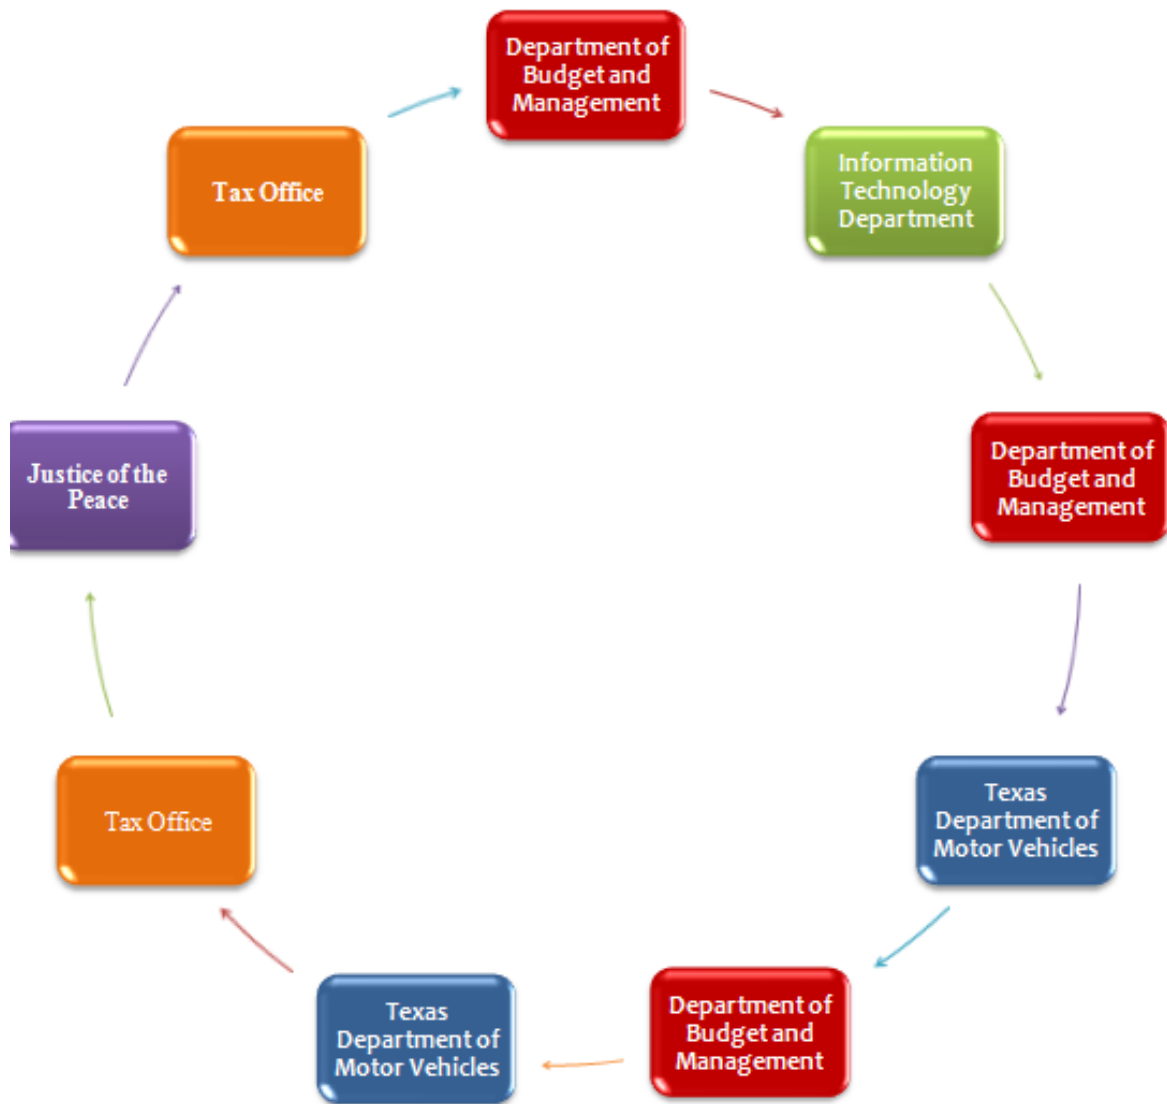 Department of
Budget and
Management
Information
Technology
Department
Department of
Budget and
Management
Texas
Department of
Motor Vehicles
Department of
Budget and
Management
Texas
Department of
Motor Vehicles
Tax Office
Justice of the
Peace
Tax Office